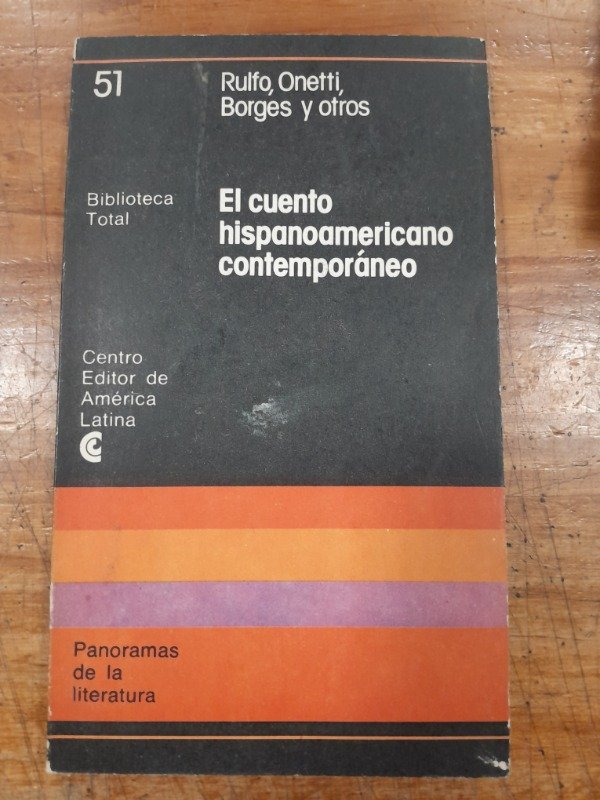 51
Rulfo, Onetti,
Borges y otros
Biblioteca
Total
El cuento
hispanoamericano
contemporáneo
Centro
Editor de
América
Latina
Panoramas
de la
literatura